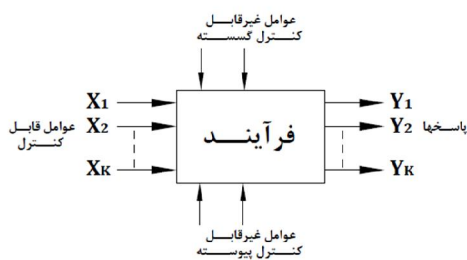 عوامل غیرقابل
کنترل گسسته
X1
Y1
عوامل قابل
کنترل
X2
فرآیند
Y2
پاسخها
XK
YK
عوامل غیرقابل
کنترل پیوسته